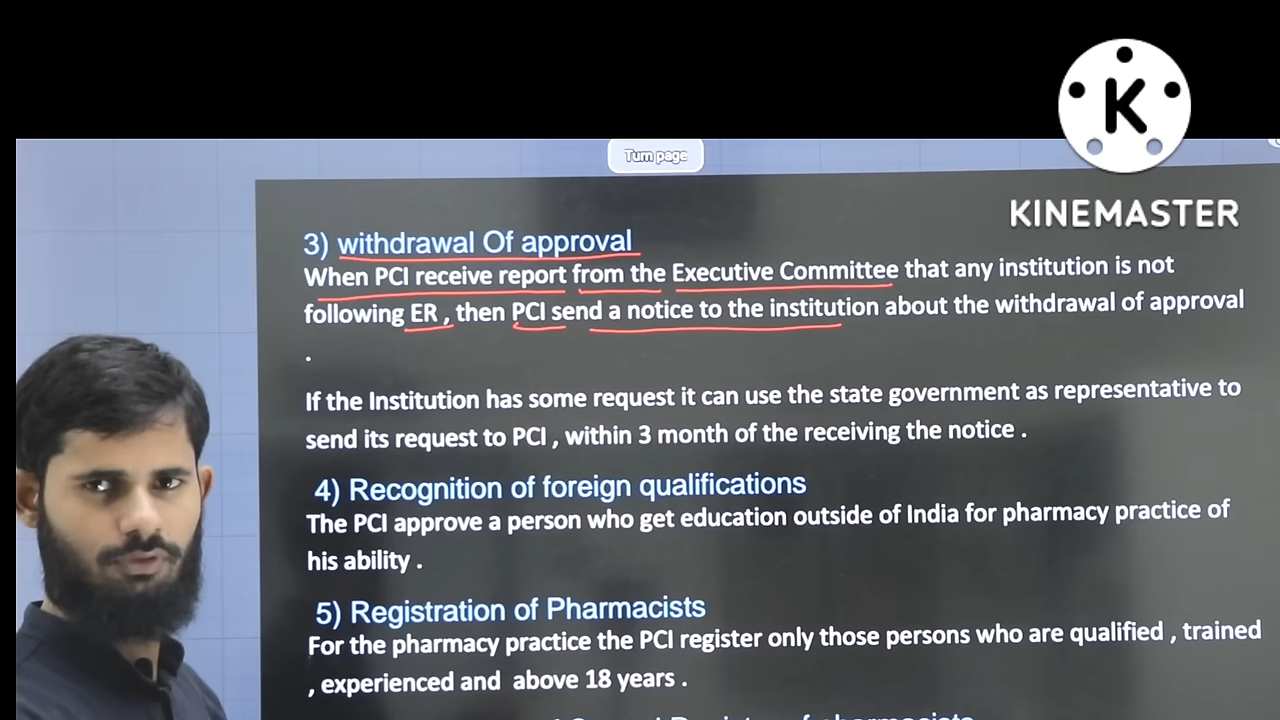 K
KINEMASTER
Turn page
3) withdrawal Of approval
When PCI receive report from the Executive Committee that any institution is not
following ER , then PCI send a notice to the institution about the withdrawal of approval
.
If the Institution has some request it can use the state government as representative to
send its request to PCI , within 3 month of the receiving the notice .
4) Recognition of foreign qualifications
The PCI approve a person who get education outside of India for pharmacy practice of
his ability .
5) Registration of Pharmacists
For the pharmacy practice the PCI register only those persons who are qualified , trained
, experienced and above 18 years .